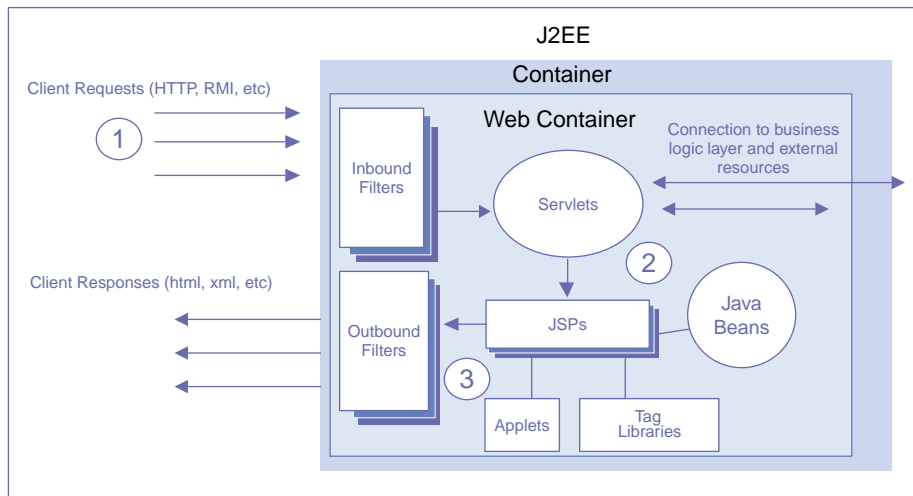 J2EE
Container
Web Container
Client Requests (HTTP, RMI, etc)
1
Inbound
Filters
Servlets
Connection to business
logic layer and external
resources
2
Client Responses (html, xml, etc)
Outbound
Filters
JSPs
Java
Beans
3
Applets
Tag
Libraries